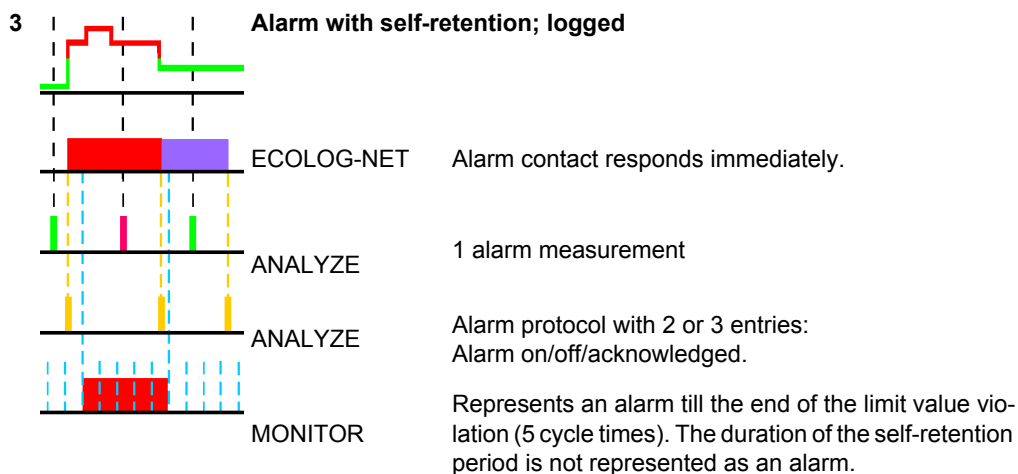 3 Alarm with self-retention; logged
ECOLOG-NET Alarm contact responds immediately.
ANALYZE 1 alarm measurement
ANALYZE Alarm protocol with 2 or 3 entries:
Alarm on/off/acknowledged.
MONITOR Represents an alarm till the end of the limit value vio-
lation (5 cycle times). The duration of the self-retention
period is not represented as an alarm.